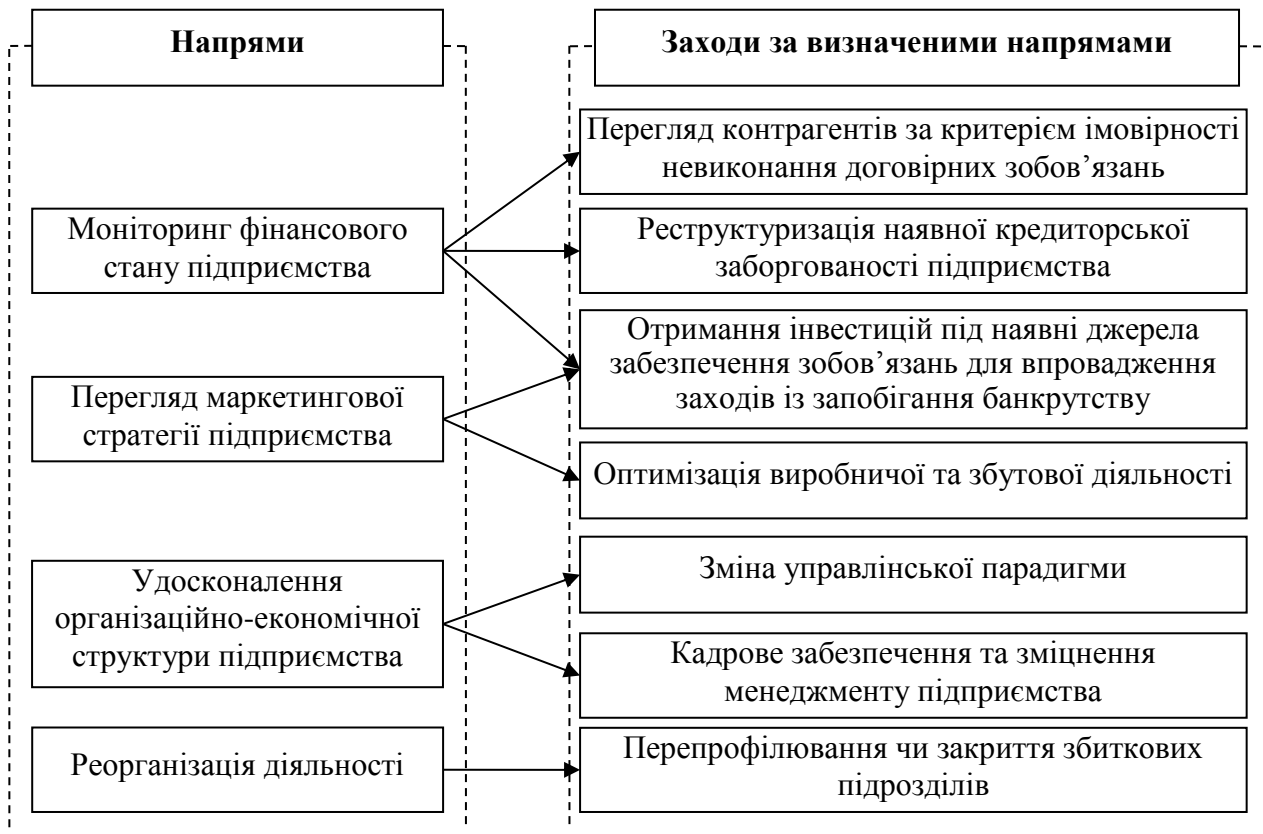 Напрями
Заходи за визначеними напрямами
Моніторинг фінансового
стану підприємства
Перегляд маркетингової
стратегії підприємства
Удосконалення
організаційно-економічної
структури підприємства
Реорганізація діяльності
Перегляд контрагентів за критерієм імовірності
невиконання договірних зобов’язань
Реструктуризація наявної кредиторської
заборгованості підприємства
Отримання інвестицій під наявні джерела
забезпечення зобов’язань для впровадження
заходів із запобігання банкрутству
Оптимізація виробничої та збутової діяльності
Зміна управлінської парадигми
Кадрове забезпечення та зміцнення
менеджменту підприємства
Перепрофілювання чи закриття збиткових
підрозділів